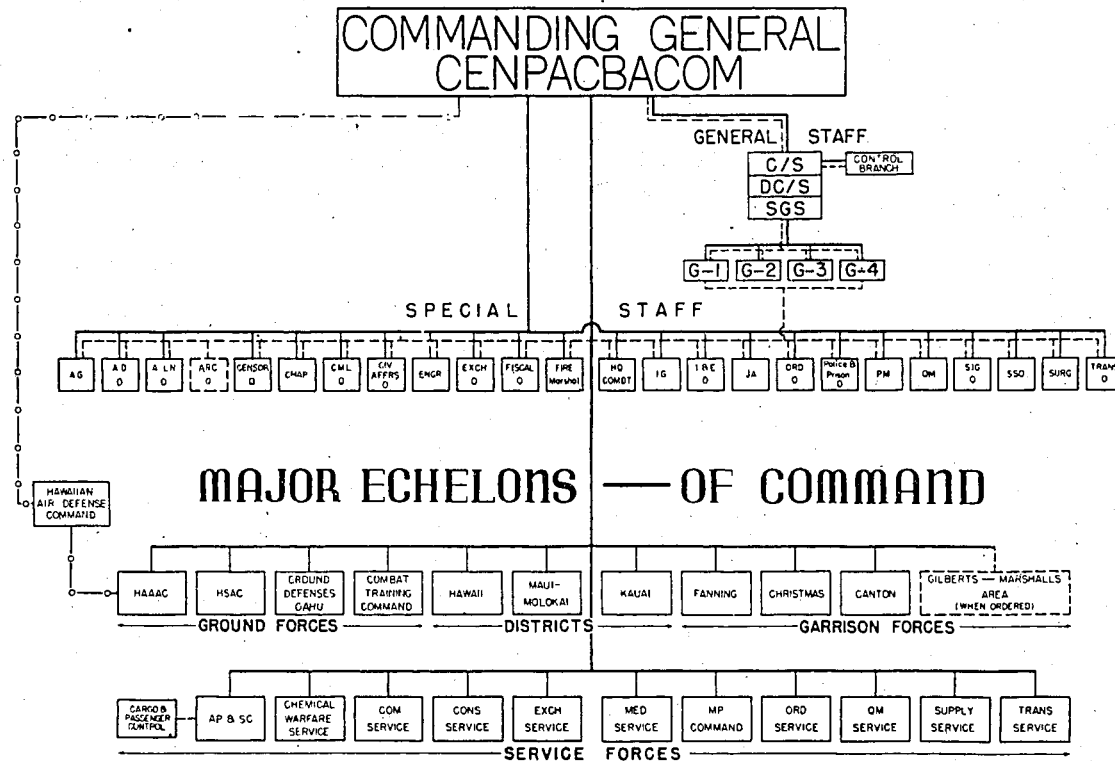 COMMANDING GENERAL
CENPACBACOM
GENERAL STAFF
C/S
DC/S
SGS
CONTROL
BRANCH
G-1 G-2 G-3 G-4
SPECIAL STAFF
AG
A D
O
A LN
O
ARC
O
CENSOR
O
CHAP
CML
O
CIV
AFFRS
O
ENGR
EXCH
O
FISCAL
O
FIRE
Marshal
HQ
COMDT
IG
I & E
O
JA
ORD
O
Police &
Prison
O
PM
QM
SIG
O
SSO
SURG
TRANS
O
MAJOR ECHELONS — OF COMMAND
HAWAIIAN
AIR DEFENSE
COMMAND
HAAAC
HSAC
GROUND
DEFENSES
OAHU
COMBAT
TRAINING
COMMAND
HAWAII
MAUI-
MOLOKAI
KAUAI
FANNING
CHRISTMAS
CANTON
GILBERTS — MARSHALLS
AREA
(WHEN ORDERED)
GROUND FORCES
DISTRICTS
GARRISON FORCES
CARGO &
PASSENGER
CONTROL
AP & SC
CHEMICAL
WARFARE
SERVICE
COM
SERVICE
CONS
SERVICE
EXCH
SERVICE
MED
SERVICE
MP
COMMAND
ORD
SERVICE
QM
SERVICE
SUPPLY
SERVICE
TRANS
SERVICE
SERVICE FORCES